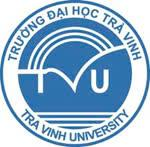 TRƯỜNG ĐẠI HỌC TRÀ VINH
TVU
TRA VINH UNIVERSITY